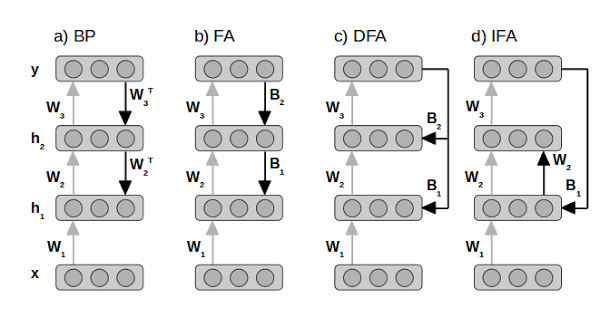 a) BP b) FA c) DFA d) IFA
y
W₃ W₃ᵀ W₃ B₂ W₃ B₂ W₃
h₂
W₂ W₂ᵀ W₂ B₁ W₂ B₁ W₂ W₂ B₁
h₁
W₁ W₁ W₁ W₁
x